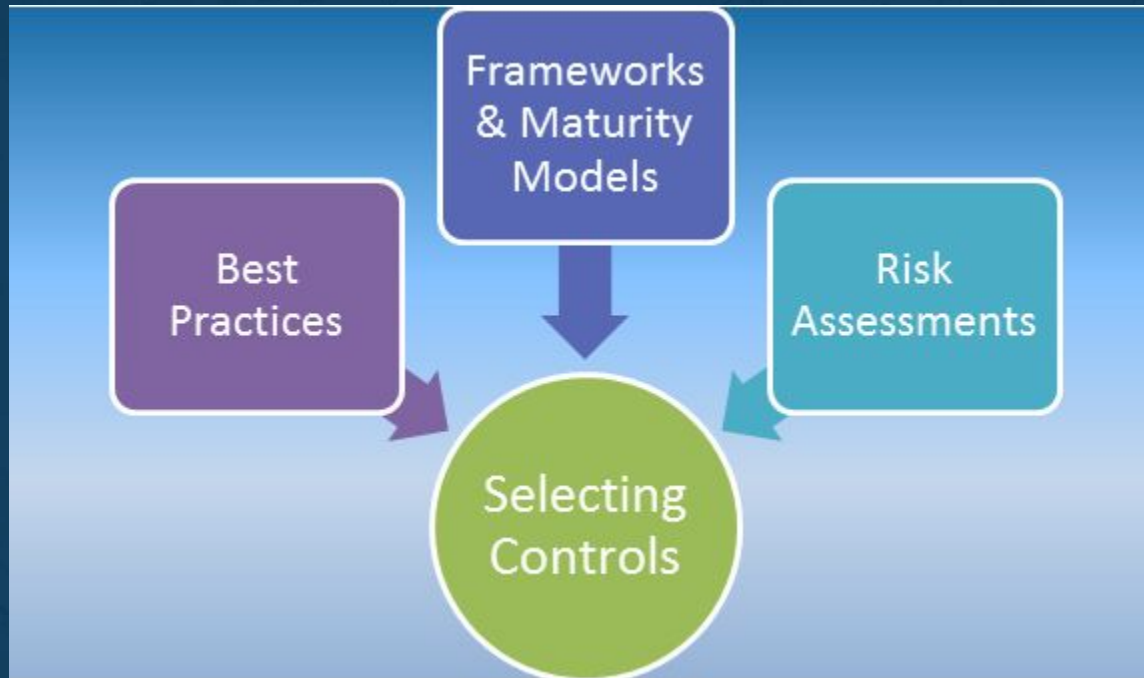 Frameworks
& Maturity
Models
Best
Practices
Risk
Assessments
Selecting
Controls